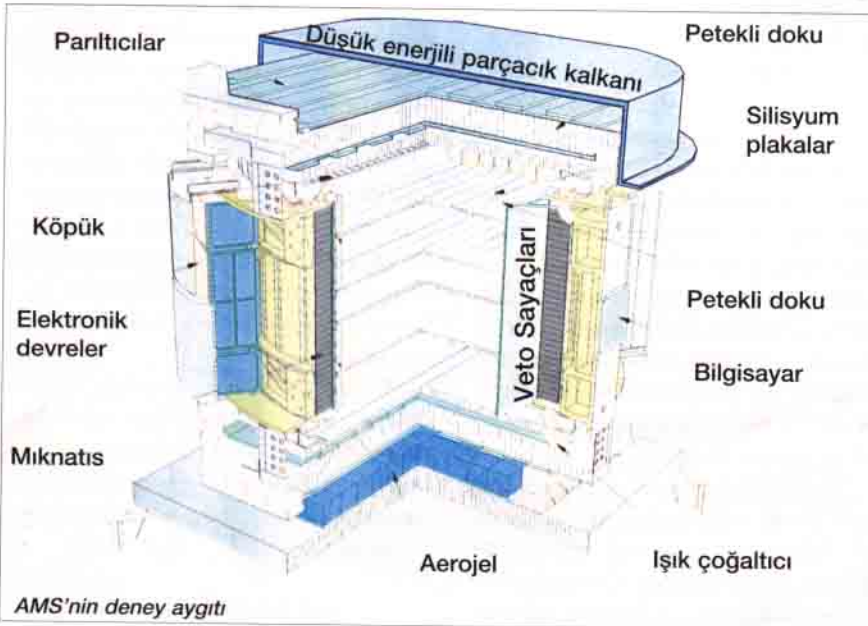 Parıltıcılar
Düşük enerjili parçacık kalkanı
Petekli doku
Silisyum
plakalar
Köpük
Veto Sayaçları
Petekli doku
Elektronik
devreler
Bilgisayar
Mıknatıs
Aerojel
Işık çoğaltıcı
AMS'nin deney aygıtı